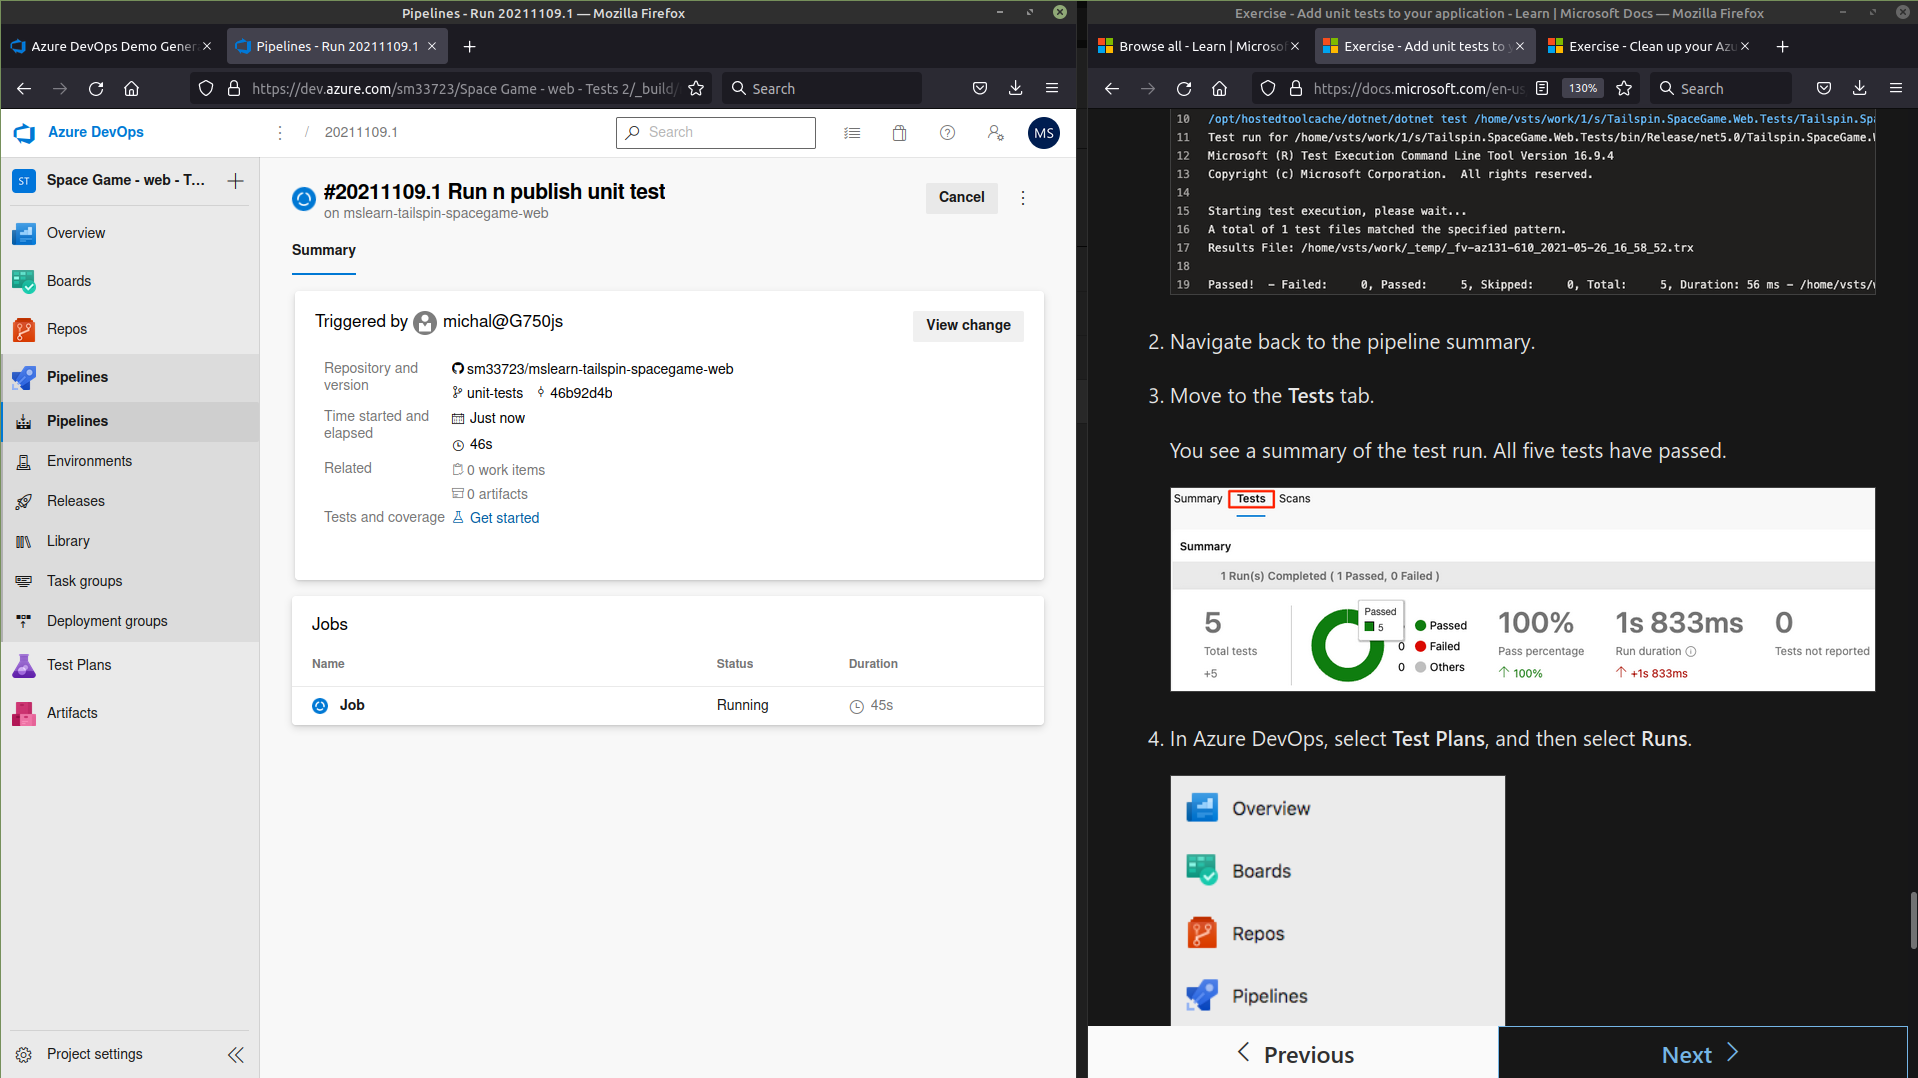 Pipelines - Run 20211109.1 — Mozilla Firefox
Azure DevOps Demo Gener
Pipelines - Run 20211109.1
https://dev.azure.com/sm33723/Space Game - web - Tests 2/_build/
Search
Azure DevOps
/ 20211109.1
Search
MS
ST Space Game - web - T...
Overview
Boards
Repos
Pipelines
Pipelines
Environments
Releases
Library
Task groups
Deployment groups
Test Plans
Artifacts
Project settings
#20211109.1 Run n publish unit test
on mslearn-tailspin-spacegame-web
Cancel
Summary
Triggered by michal@G750js
View change
Repository and version
sm33723/mslearn-tailspin-spacegame-web
unit-tests 46b92d4b
Time started and elapsed
Just now
46s
Related
0 work items
0 artifacts
Tests and coverage
Get started
Jobs
Name Status Duration
Job Running 45s
Exercise - Add unit tests to your application - Learn | Microsoft Docs — Mozilla Firefox
Browse all - Learn | Microsof
Exercise - Add unit tests to y
Exercise - Clean up your Azu
https://docs.microsoft.com/en-us
130%
Search
10 /opt/hostedtoolcache/dotnet/dotnet test /home/vsts/work/1/s/Tailspin.SpaceGame.Web.Tests/Tailspin.Spa
11 Test run for /home/vsts/work/1/s/Tailspin.SpaceGame.Web.Tests/bin/Release/net5.0/Tailspin.SpaceGame.W
12 Microsoft (R) Test Execution Command Line Tool Version 16.9.4
13 Copyright (c) Microsoft Corporation.  All rights reserved.
14
15 Starting test execution, please wait...
16 A total of 1 test files matched the specified pattern.
17 Results File: /home/vsts/work/_temp/_fv-az131-610_2021-05-26_16_58_52.trx
18
19 Passed!  - Failed:     0, Passed:     5, Skipped:     0, Total:     5, Duration: 56 ms - /home/vsts/w
2. Navigate back to the pipeline summary.
3. Move to the Tests tab.
You see a summary of the test run. All five tests have passed.
Summary Tests Scans
Summary
1 Run(s) Completed ( 1 Passed, 0 Failed )
5
Total tests
+5
Passed
5
Passed
0 Failed
0 Others
100%
Pass percentage
100%
1s 833ms
Run duration
+1s 833ms
0
Tests not reported
4. In Azure DevOps, select Test Plans, and then select Runs.
Overview
Boards
Repos
Pipelines
Previous
Next